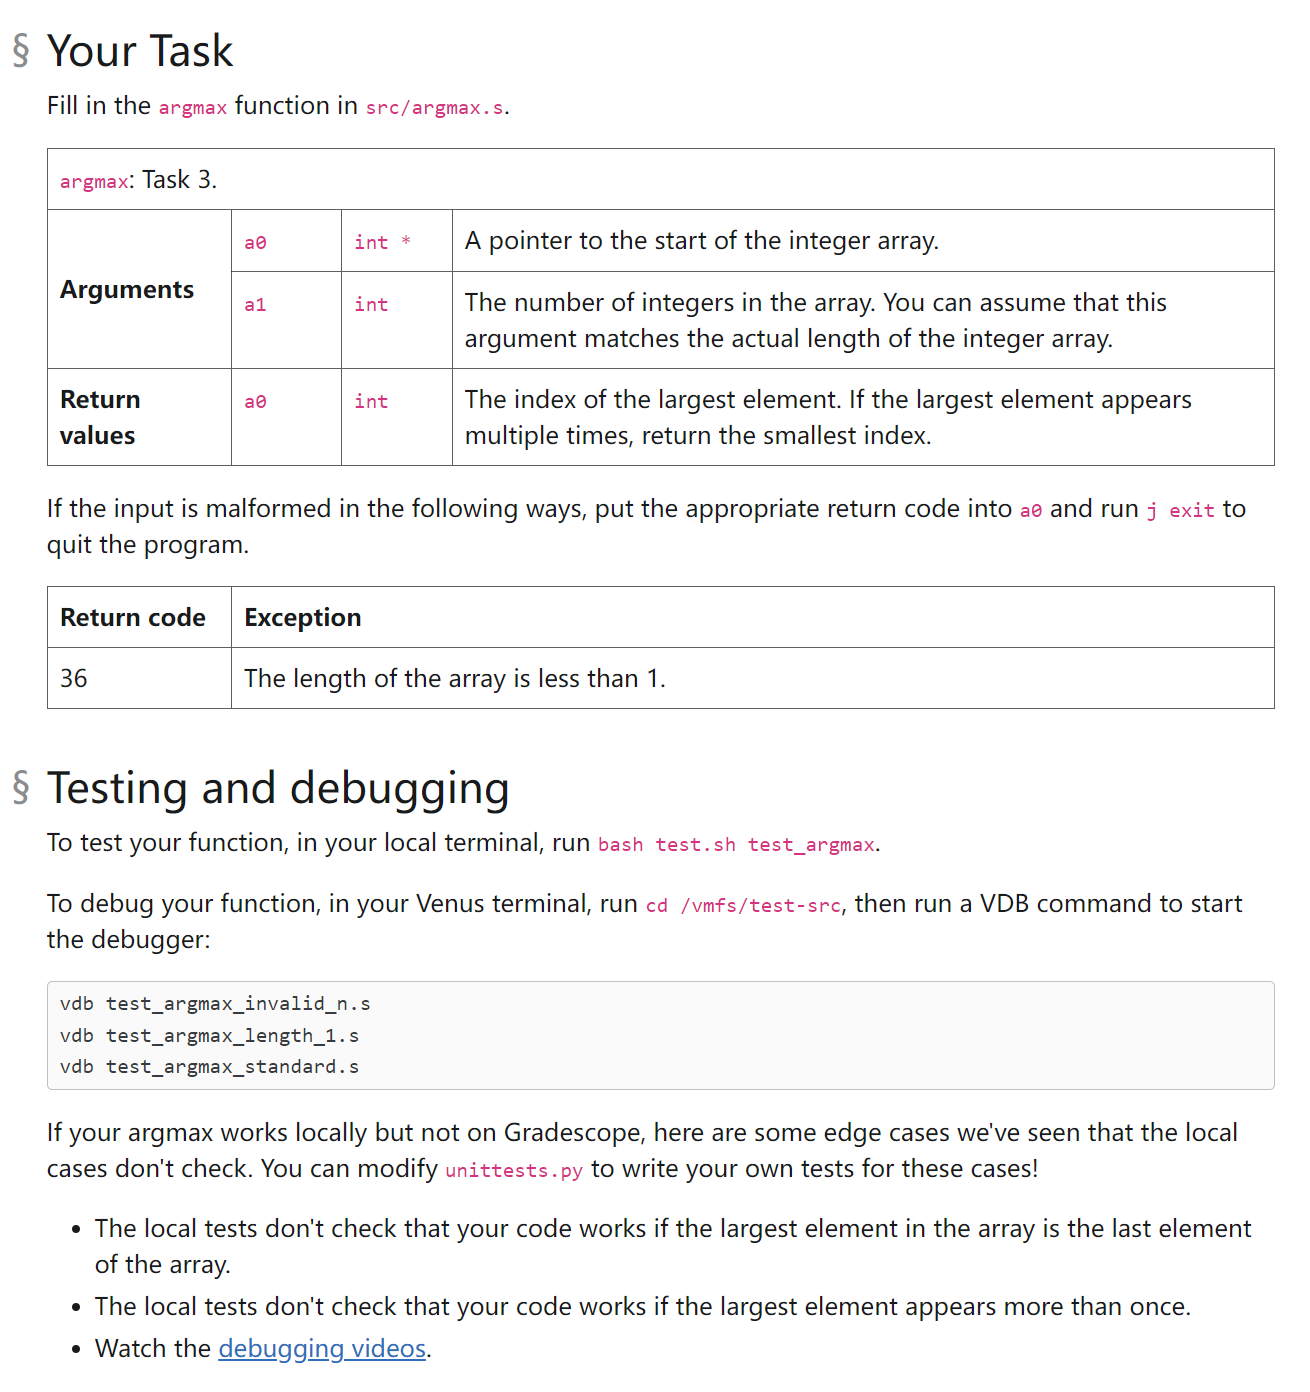 § Your Task
Fill in the argmax function in src/argmax.s.
argmax: Task 3.
Arguments
a0 int * A pointer to the start of the integer array.
a1 int The number of integers in the array. You can assume that this
argument matches the actual length of the integer array.
Return
values
a0 int The index of the largest element. If the largest element appears
multiple times, return the smallest index.
If the input is malformed in the following ways, put the appropriate return code into a0 and run j exit to
quit the program.
Return code Exception
36 The length of the array is less than 1.
§ Testing and debugging
To test your function, in your local terminal, run bash test.sh test_argmax.
To debug your function, in your Venus terminal, run cd /vmfs/test-src, then run a VDB command to start
the debugger:
vdb test_argmax_invalid_n.s
vdb test_argmax_length_1.s
vdb test_argmax_standard.s
If your argmax works locally but not on Gradescope, here are some edge cases we've seen that the local
cases don't check. You can modify unittests.py to write your own tests for these cases!
• The local tests don't check that your code works if the largest element in the array is the last element
of the array.
• The local tests don't check that your code works if the largest element appears more than once.
• Watch the debugging videos.